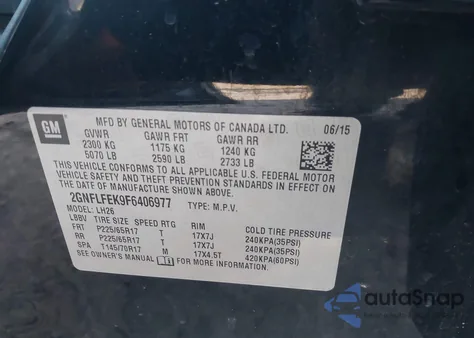 GM
MFD BY GENERAL MOTORS OF CANADA LTD. 06/15
GVWR GAWR FRT GAWR RR
2300 KG 1175 KG 1240 KG
5070 LB 2590 LB 2733 LB
THIS VEHICLE CONFORMS TO ALL APPLICABLE U.S. FEDERAL MOTOR
VEHICLE SAFETY AND THEFT PREVENTION STANDARDS IN EFFECT ON THE
DATE OF MANUFACTURE SHOWN ABOVE.
2GNFLFEK9F6406977 TYPE: M.P.V.
MODEL: LH26
LBBV TIRE SIZE SPEED RTG RIM COLD TIRE PRESSURE
FRT P225/65R17 T 17X7J 240KPA(35PSI)
RR P225/65R17 T 17X7J 240KPA(35PSI)
SPA T145/70R17 M 17X4.5T 420KPA(60PSI)
SEE OWNER'S MANUAL FOR MORE INFORMATION.
autoSnap